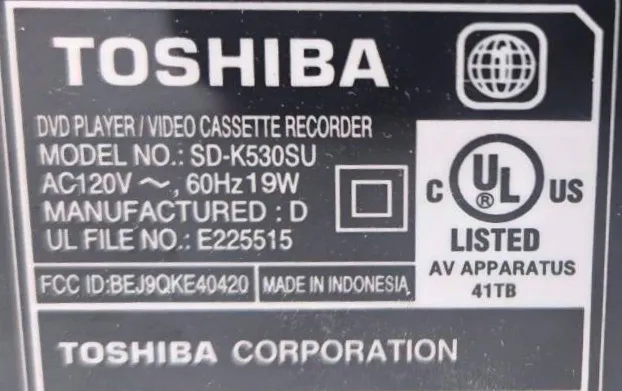 TOSHIBA
DVD PLAYER / VIDEO CASSETTE RECORDER
MODEL NO.: SD-K530SU
AC120V ～, 60Hz 19W
MANUFACTURED : D
UL FILE NO.: E225515
C UL ® US
LISTED
AV APPARATUS
41TB
FCC ID:BEJ9QKE40420
MADE IN INDONESIA
TOSHIBA CORPORATION